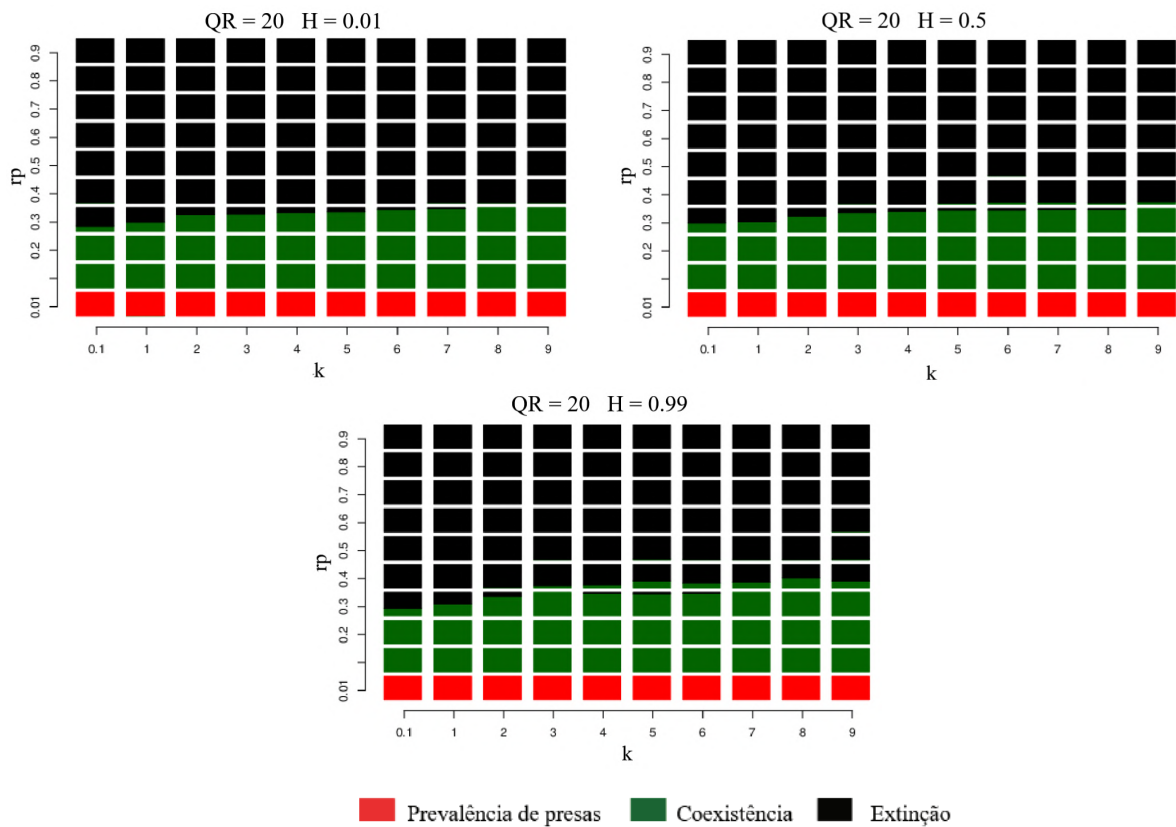 QR = 20 H = 0.01
rp
0.9
0.8
0.7
0.6
0.5
0.4
0.3
0.2
0.01
0.1 1 2 3 4 5 6 7 8 9
k
QR = 20 H = 0.5
rp
0.9
0.8
0.7
0.6
0.5
0.4
0.3
0.2
0.01
0.1 1 2 3 4 5 6 7 8 9
k
QR = 20 H = 0.99
rp
0.9
0.8
0.7
0.6
0.5
0.4
0.3
0.2
0.01
0.1 1 2 3 4 5 6 7 8 9
k
Prevalência de presas Coexistência Extinção